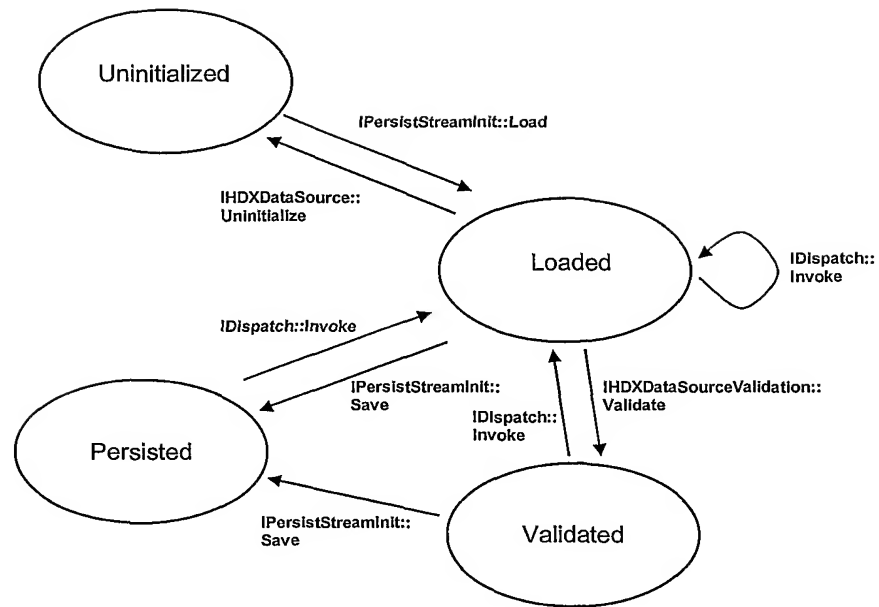 Uninitialized
IPersistStreamInit::Load
IHDXDataSource::
Uninitialize
Loaded
IDispatch::
Invoke
IDispatch::Invoke
IPersistStreamInit::
Save
IHDXDataSourceValidation::
Validate
IDispatch::
Invoke
Persisted
IPersistStreamInit::
Save
Validated